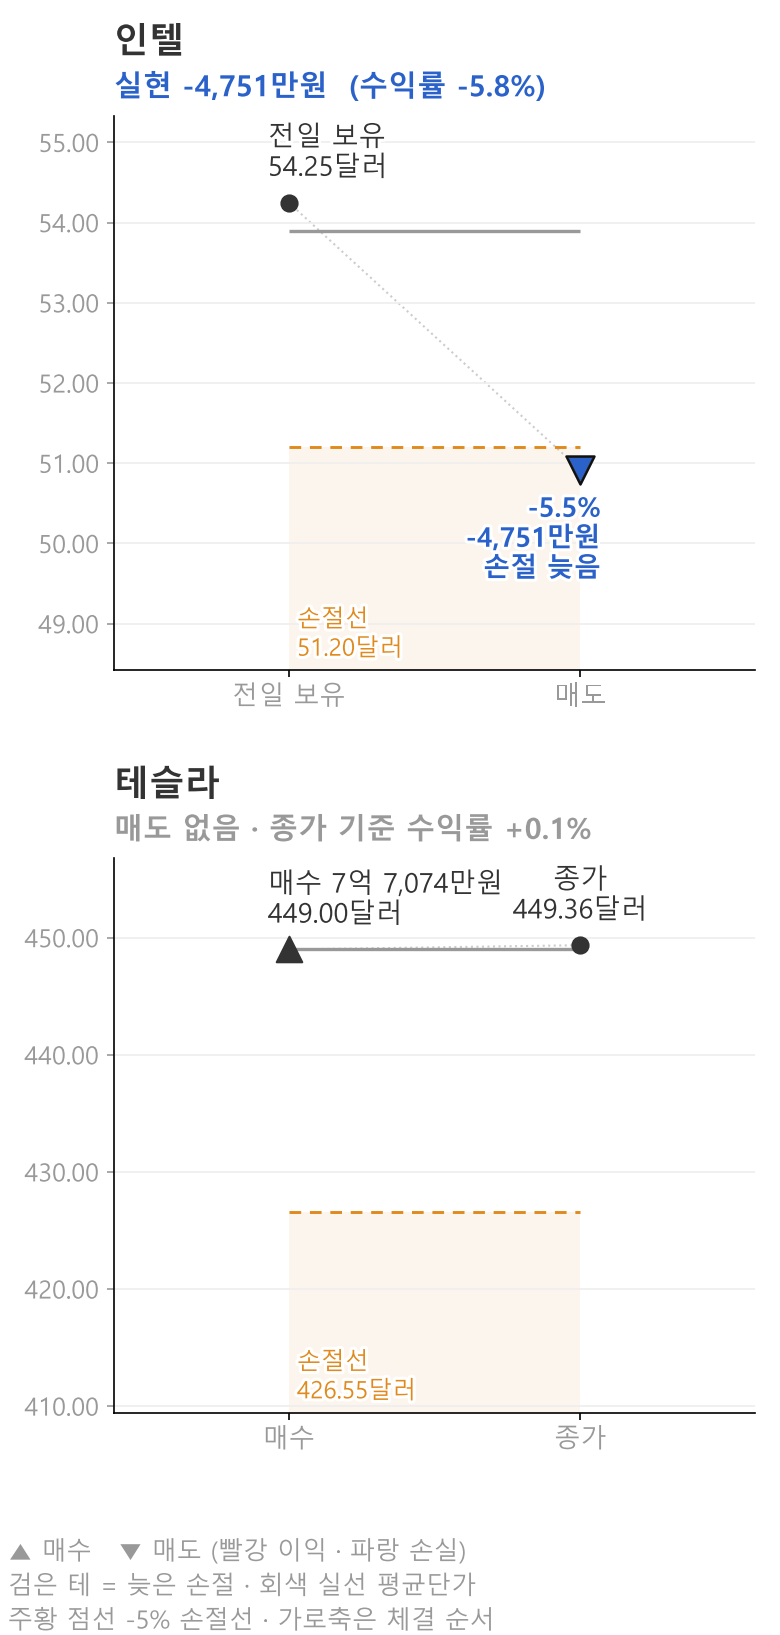 인텔
실현 -4,751만원 (수익률 -5.8%)
전일 보유
54.25달러
55.00
54.00
53.00
52.00
51.00
50.00
49.00
-5.5%
-4,751만원
손절 늦음
손절선
51.20달러
전일 보유 매도
테슬라
매도 없음 · 종가 기준 수익률 +0.1%
매수 7억 7,074만원
449.00달러
종가
449.36달러
450.00
440.00
430.00
420.00
410.00
손절선
426.55달러
매수 종가
▲ 매수 ▼ 매도 (빨강 이익 · 파랑 손실)
검은 테 = 늦은 손절 · 회색 실선 평균단가
주황 점선 -5% 손절선 · 가로축은 체결 순서